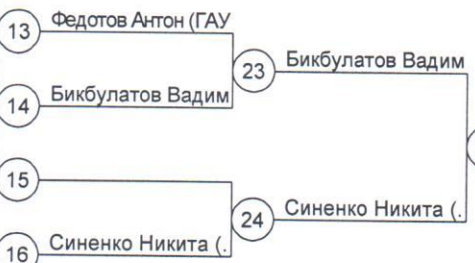 13 Федотов Антон (ГАУ
23 Бикбулатов Вадим
14 Бикбулатов Вадим
15
24 Синенко Никита (.
16 Синенко Никита (.